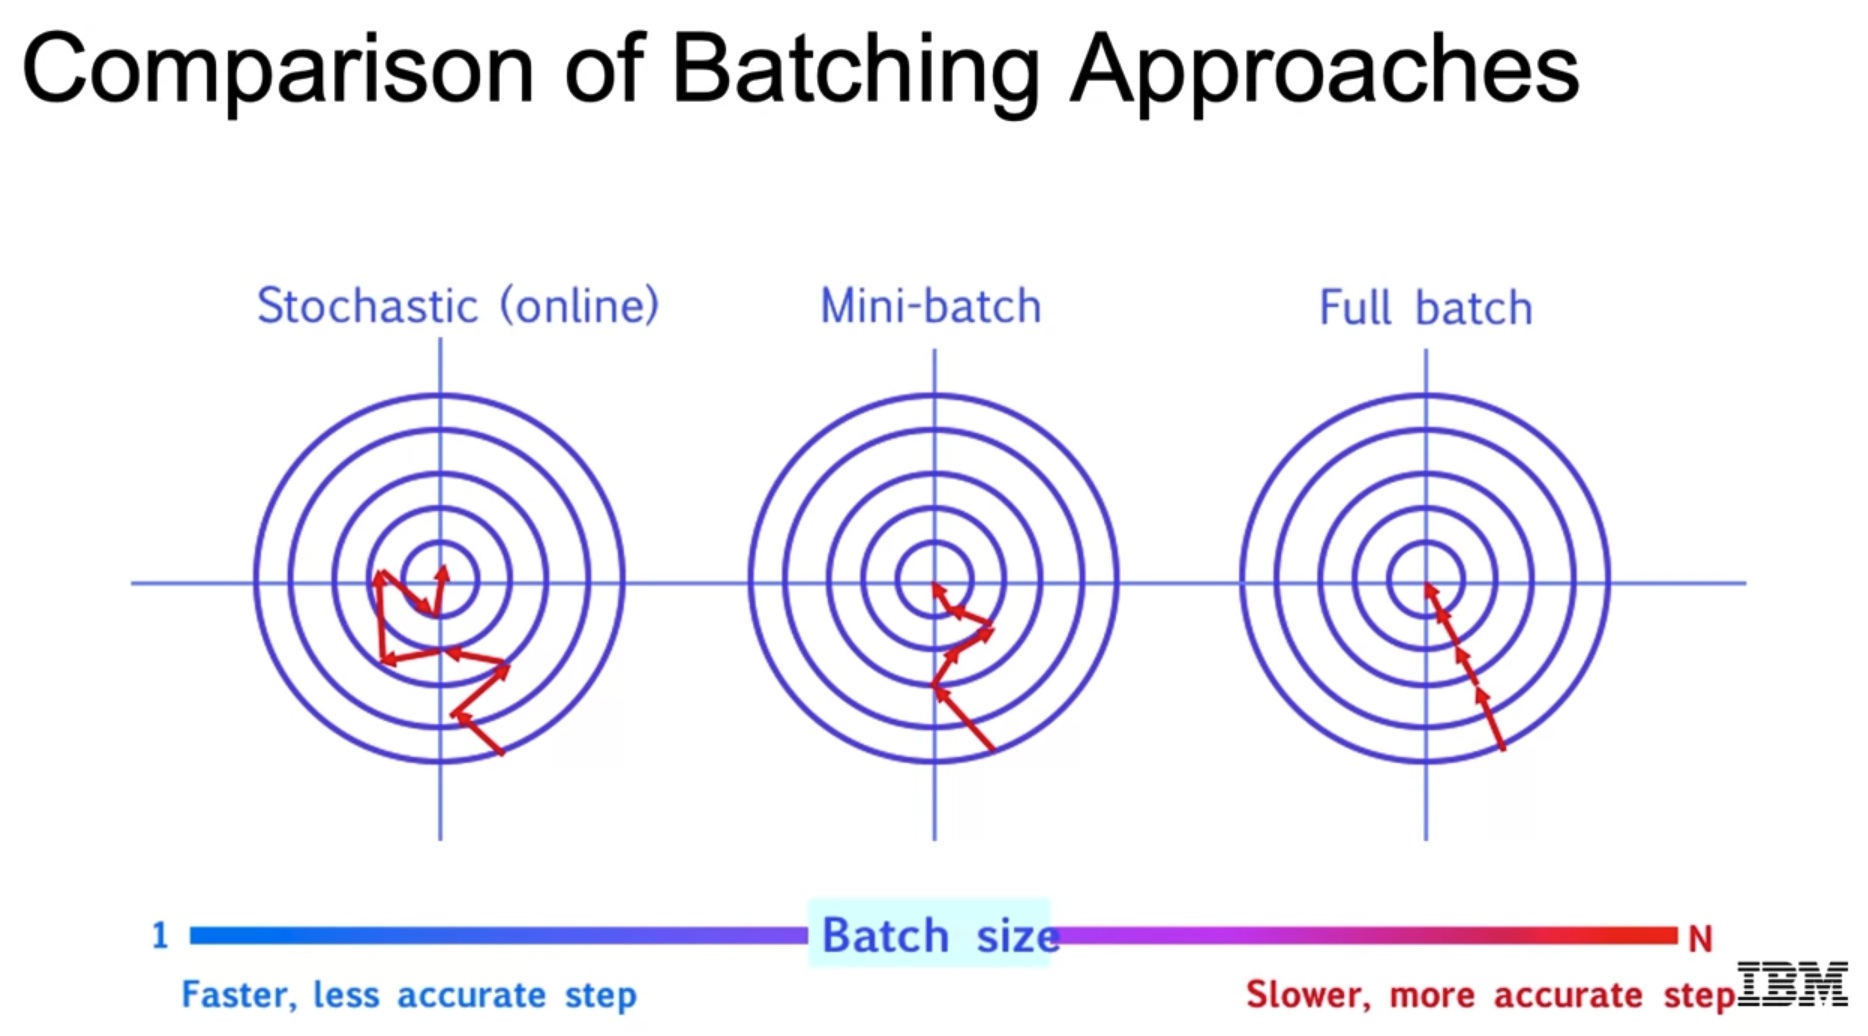 Comparison of Batching Approaches
Stochastic (online) Mini-batch Full batch
1 Batch size N
Faster, less accurate step Slower, more accurate step
IBM